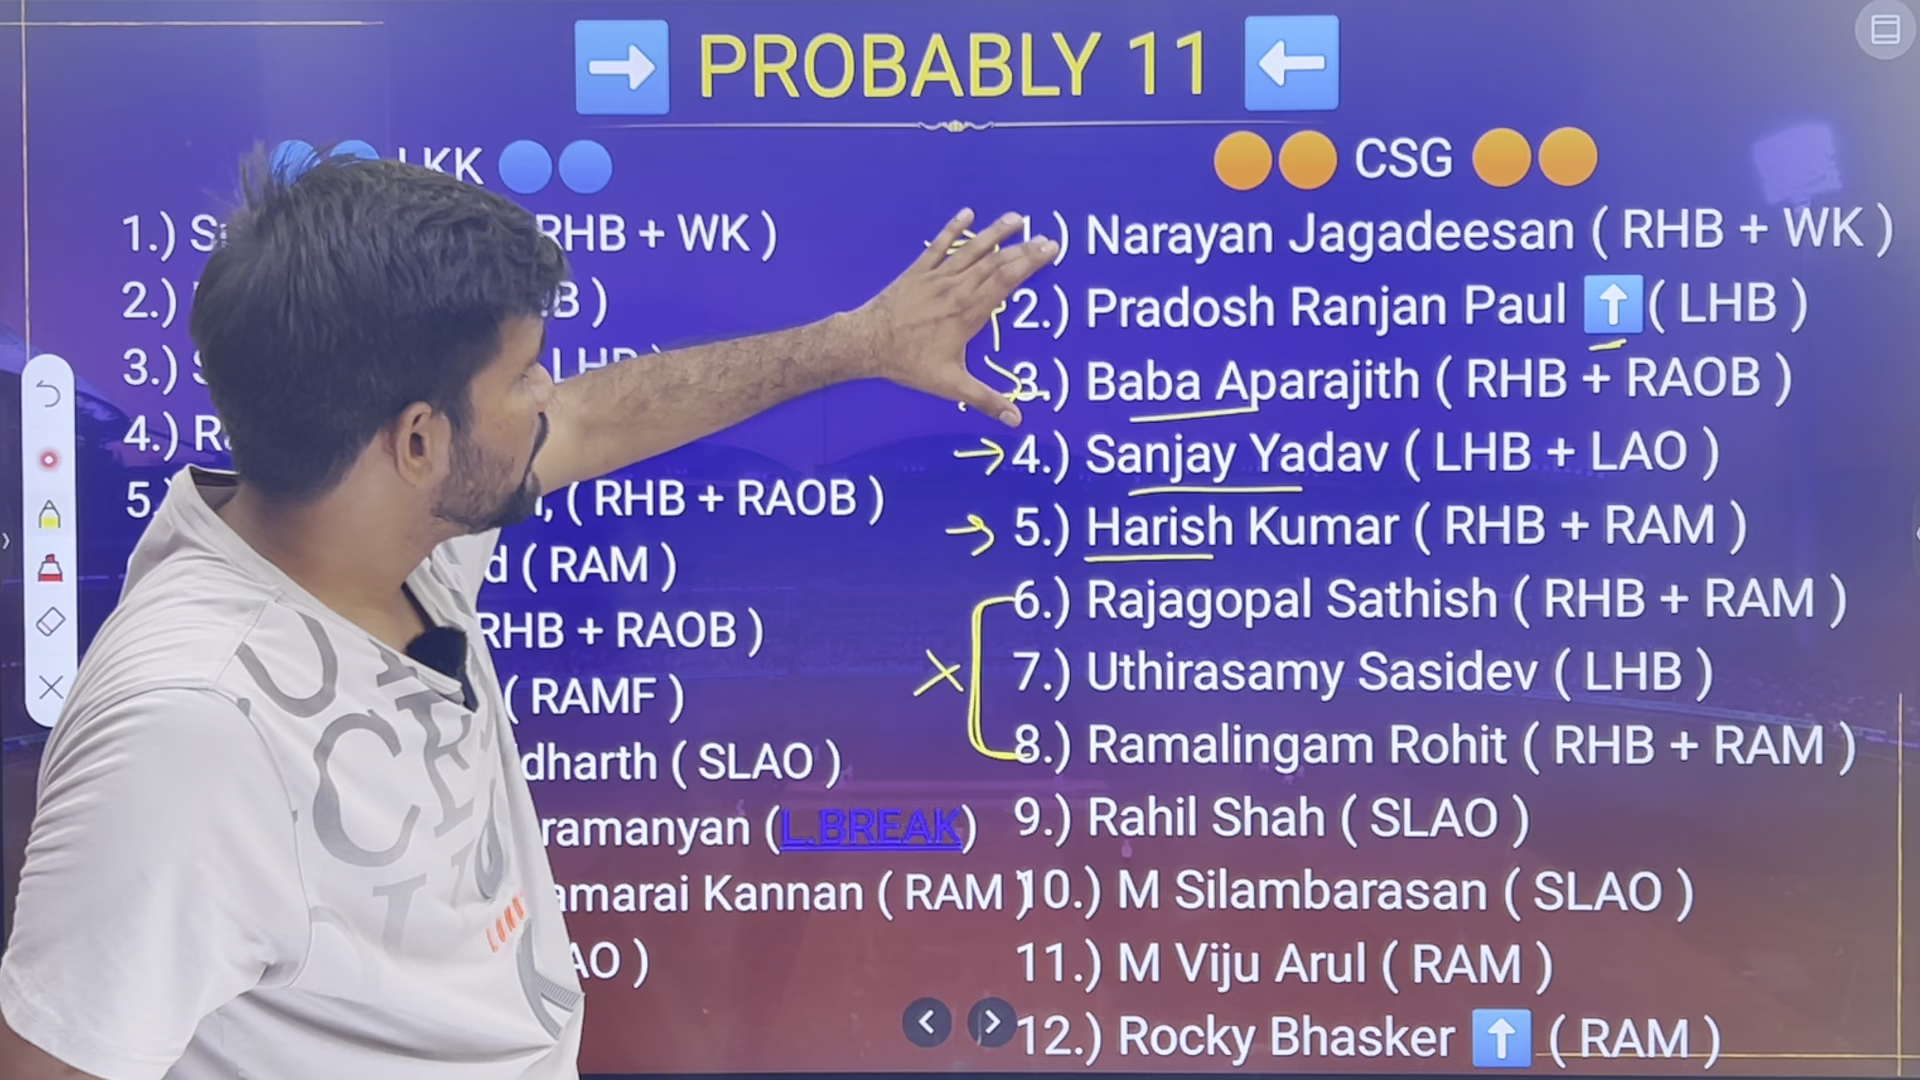 PROBABLY 11
LKK
RHB + WK )
2.)
B )
3.)
LHB )
4.)
5.)
( RHB + RAOB )
d ( RAM )
RHB + RAOB )
( RAMF )
dharth ( SLAO )
ramanyan (L.BREAK)
amarai Kannan ( RAM )
AO )
CSG
1.) Narayan Jagadeesan ( RHB + WK )
2.) Pradosh Ranjan Paul ( LHB )
3.) Baba Aparajith ( RHB + RAOB )
4.) Sanjay Yadav ( LHB + LAO )
5.) Harish Kumar ( RHB + RAM )
6.) Rajagopal Sathish ( RHB + RAM )
7.) Uthirasamy Sasidev ( LHB )
8.) Ramalingam Rohit ( RHB + RAM )
9.) Rahil Shah ( SLAO )
10.) M Silambarasan ( SLAO )
11.) M Viju Arul ( RAM )
12.) Rocky Bhasker ( RAM )